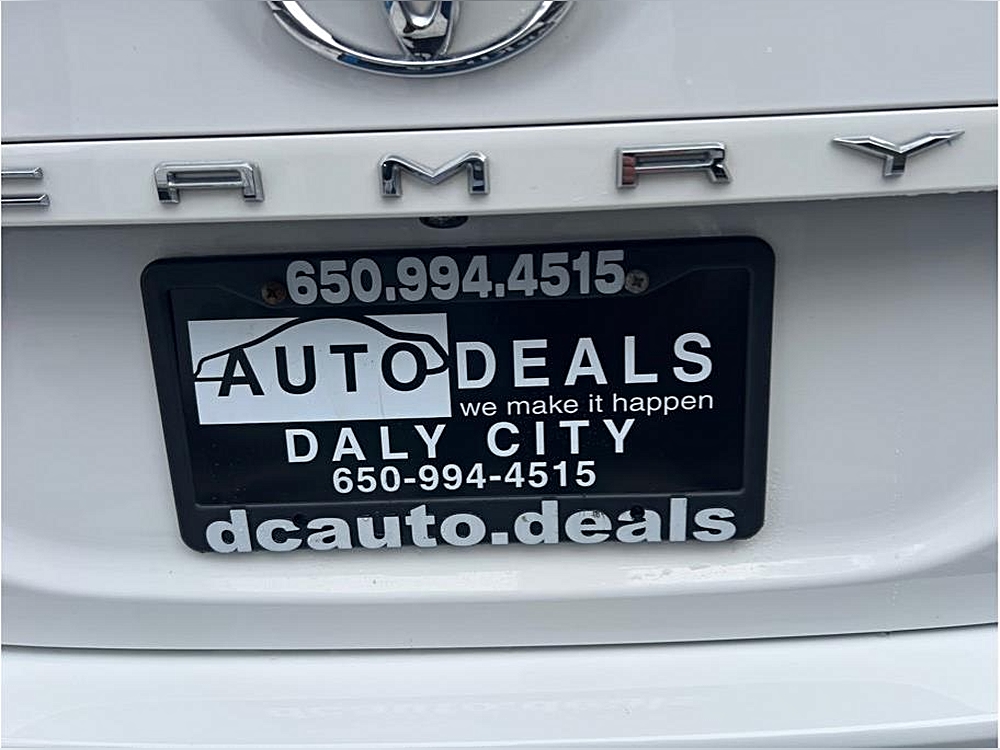 CAMRY
650.994.4515
AUTO DEALS
we make it happen
DALY CITY
650-994-4515
dcauto.deals